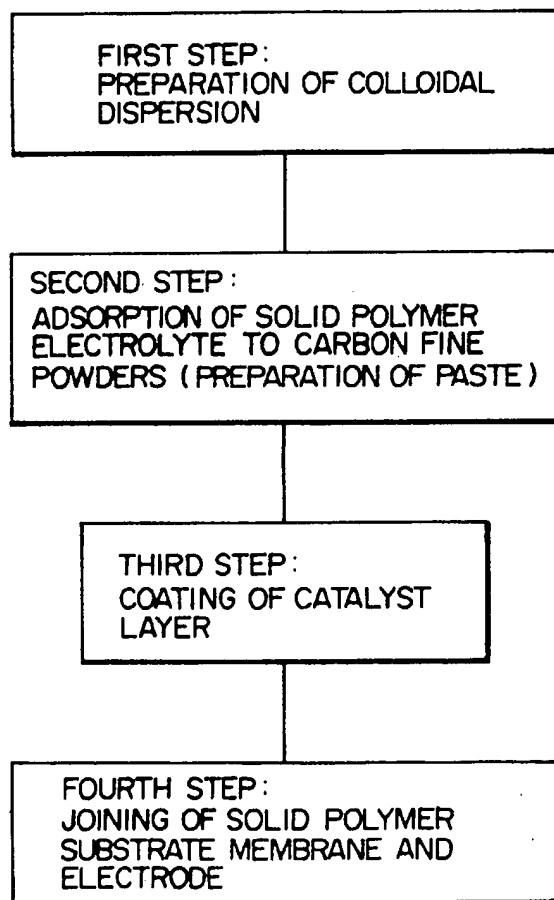 FIRST STEP:
PREPARATION OF COLLOIDAL
DISPERSION
SECOND STEP:
ADSORPTION OF SOLID POLYMER
ELECTROLYTE TO CARBON FINE
POWDERS (PREPARATION OF PASTE)
THIRD STEP:
COATING OF CATALYST
LAYER
FOURTH STEP:
JOINING OF SOLID POLYMER
SUBSTRATE MEMBRANE AND
ELECTRODE